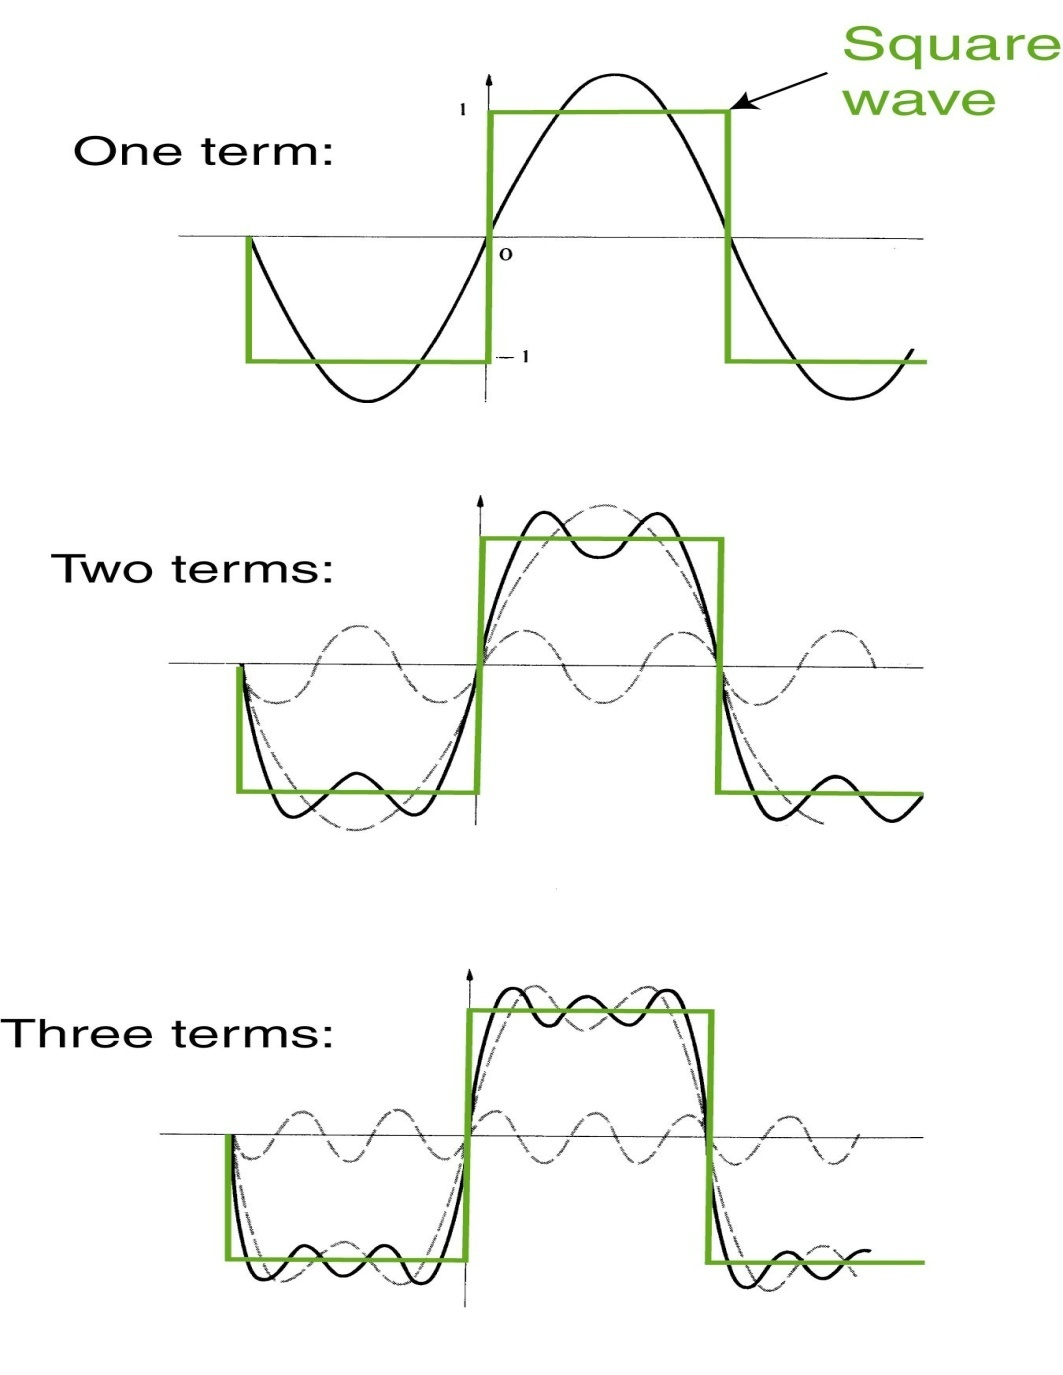 Square
wave
One term:
1
0
— 1
Two terms:
Three terms: